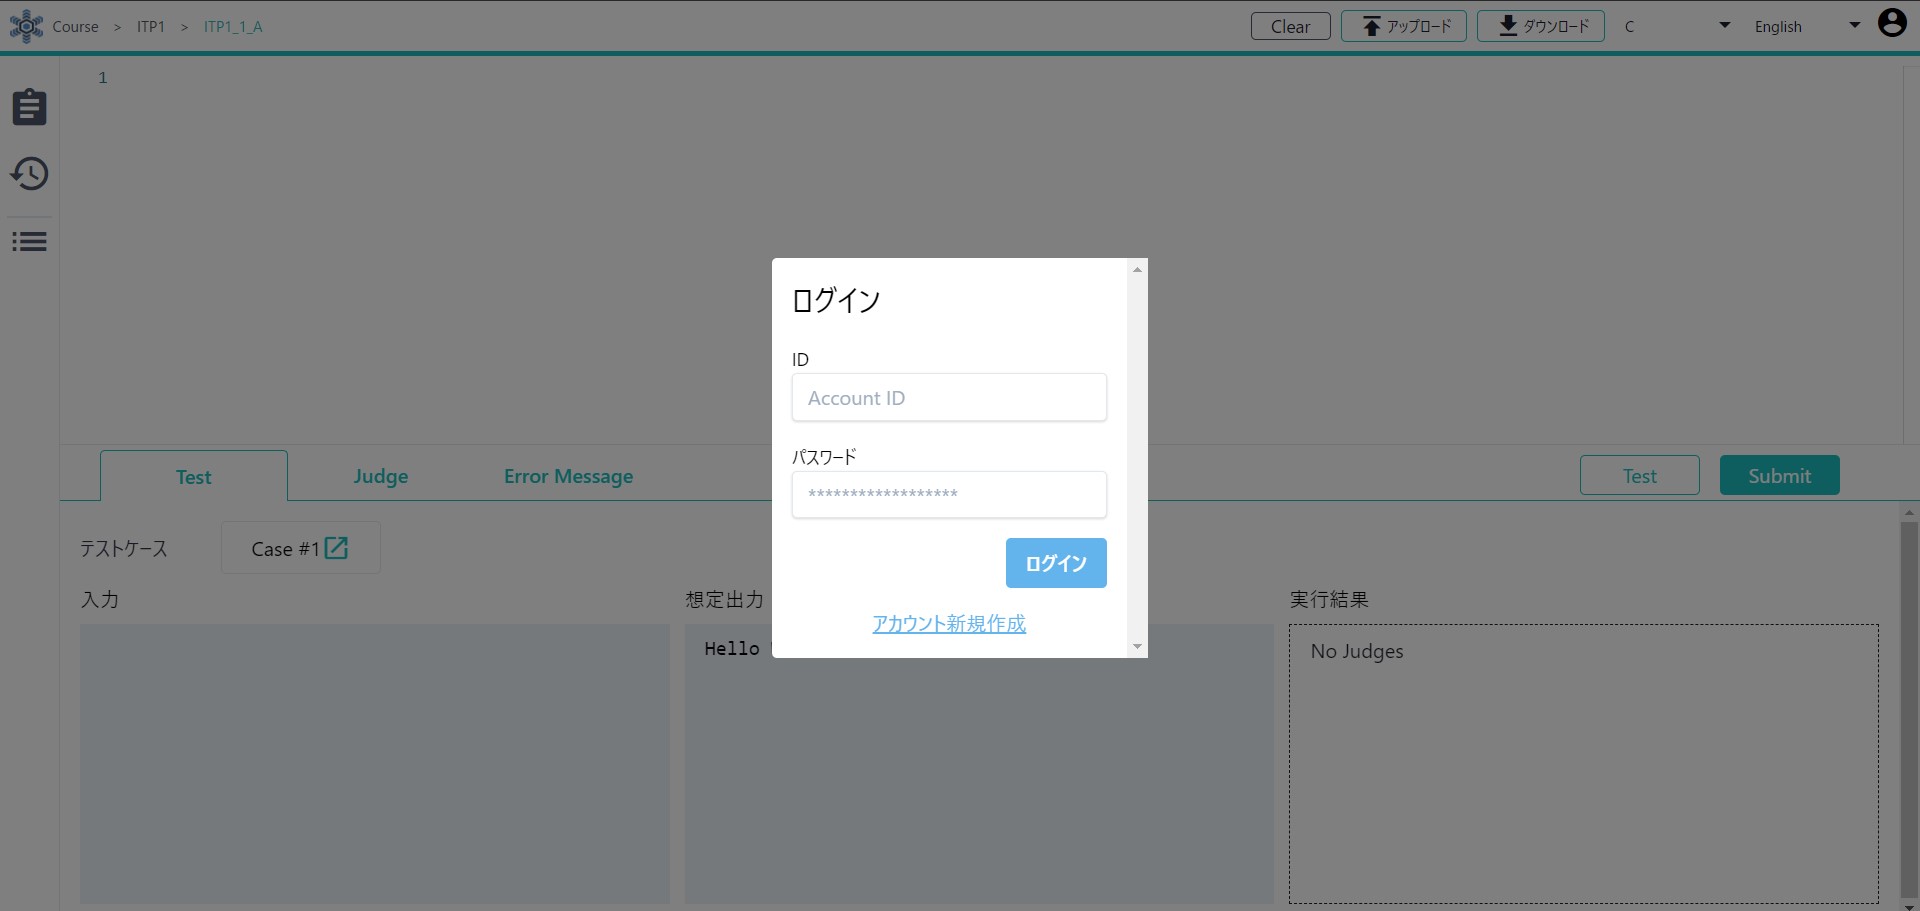 Course > ITP1 > ITP1_1_A
Clear
アップロード
ダウンロード
C
English
1
ログイン
ID
Account ID
パスワード
******************
ログイン
アカウント新規作成
Test
Judge
Error Message
Test
Submit
テストケース
Case #1
入力
想定出力
Hello
実行結果
No Judges